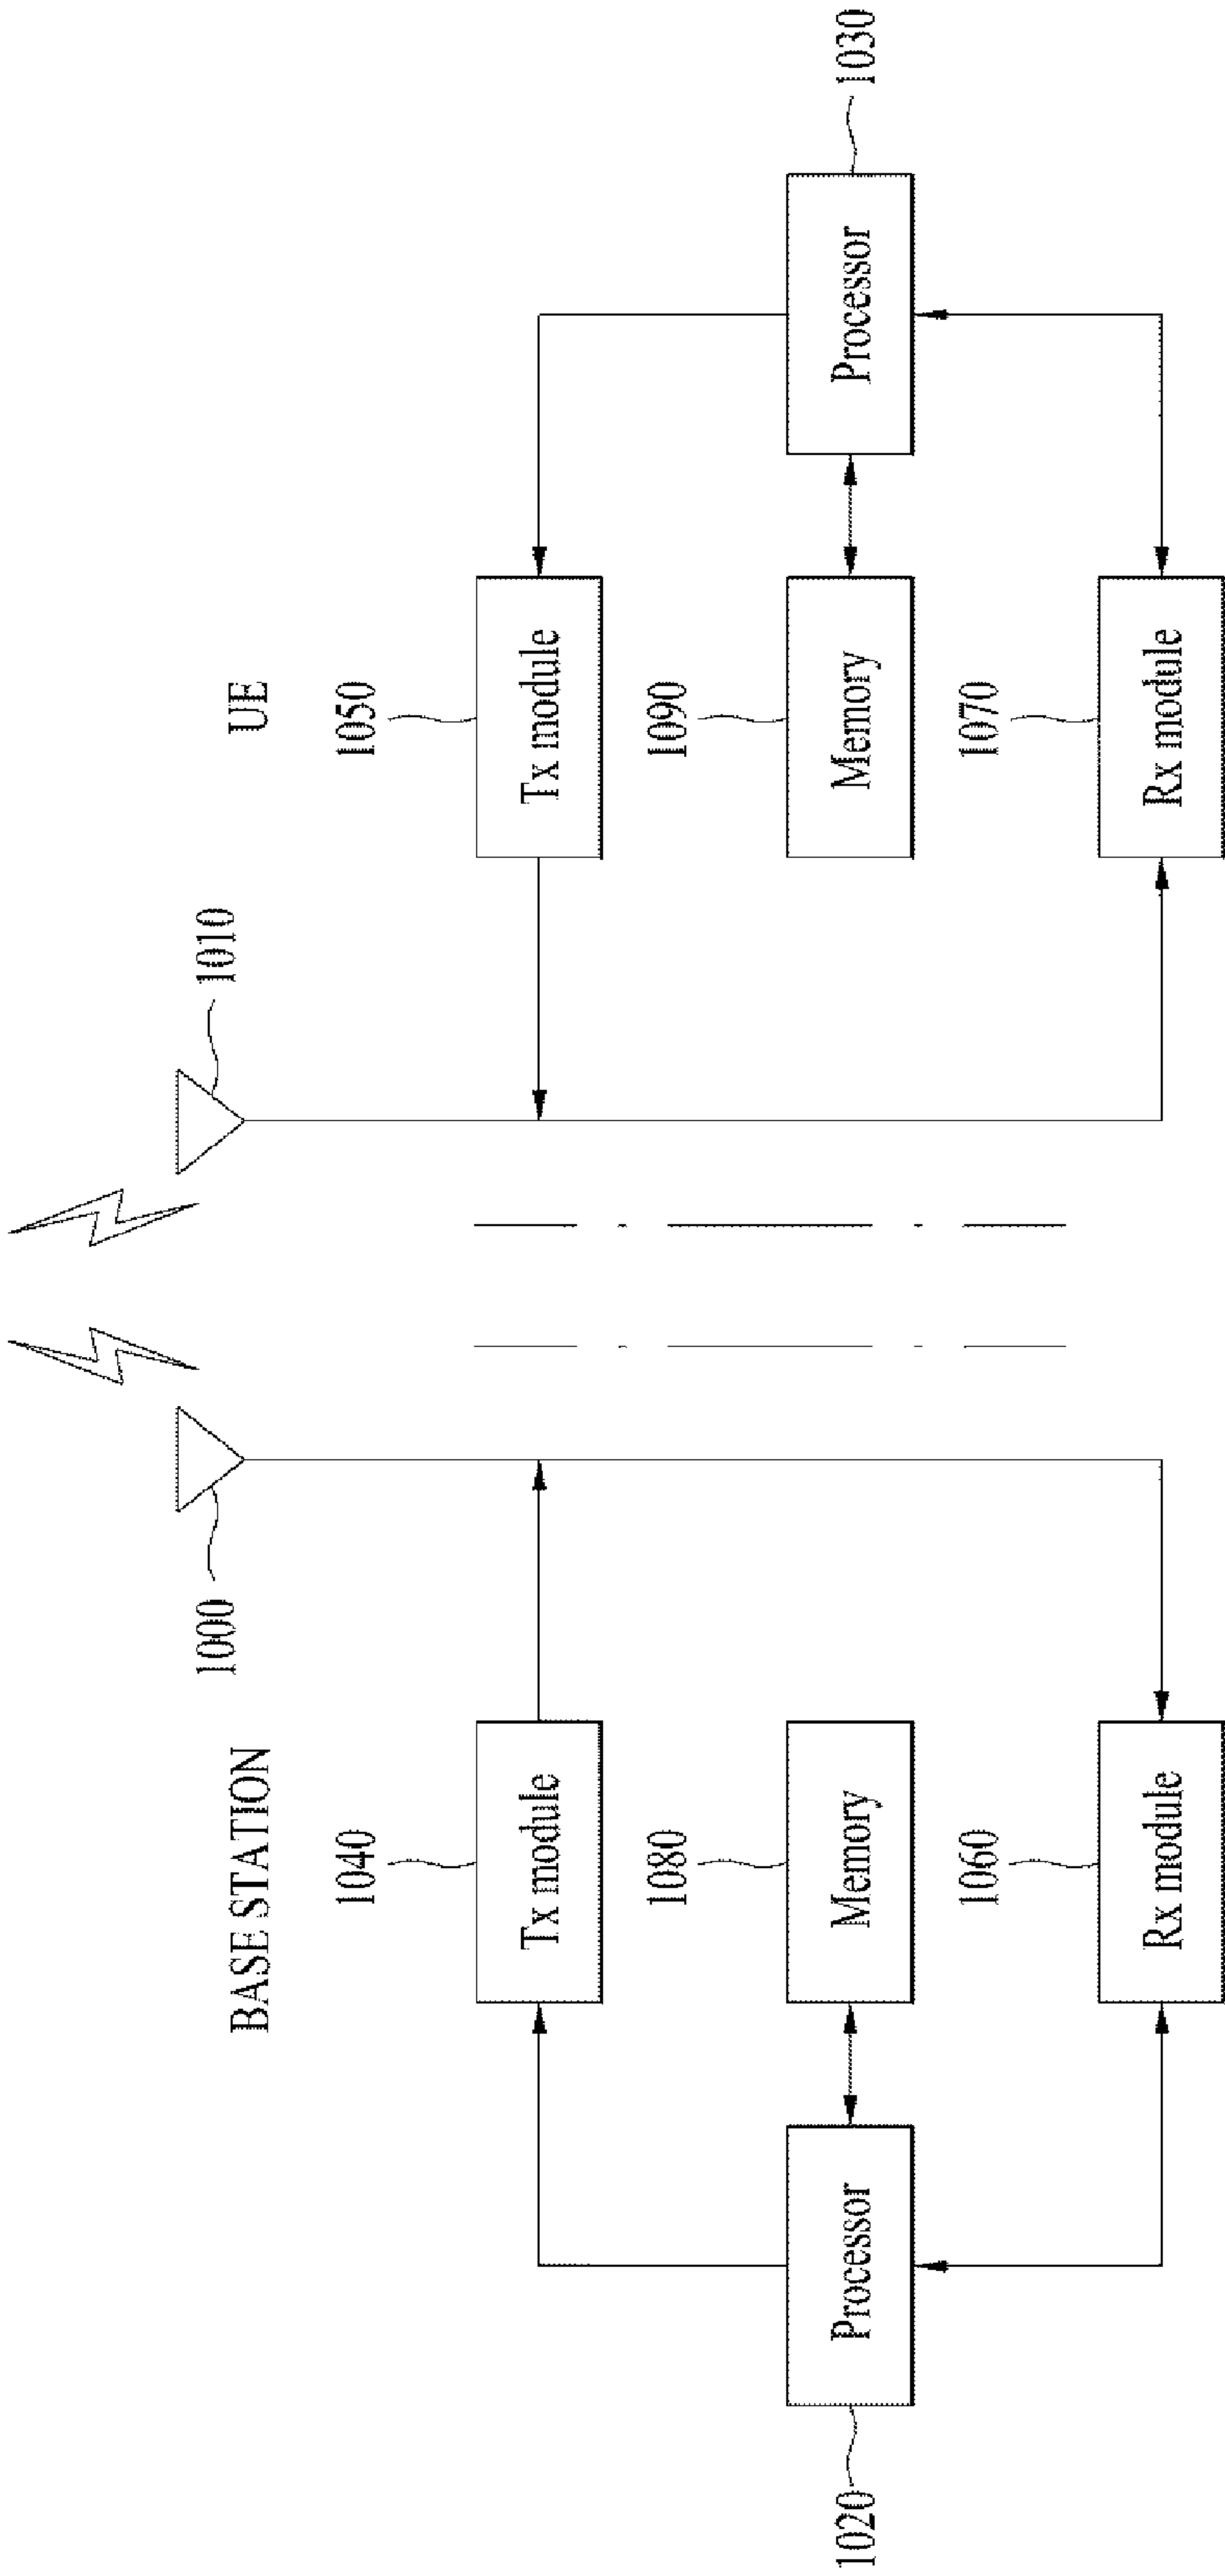 BASE STATION
UE
1000
1010
1040
Tx module
1050
Tx module
1080
1090
1020
Processor
Memory
Memory
Processor
1030
1060
Rx module
1070
Rx module